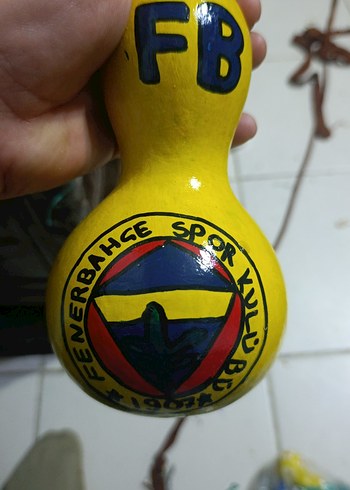 FB
FENERBAHGE SPOR KULÜBÜ
1907